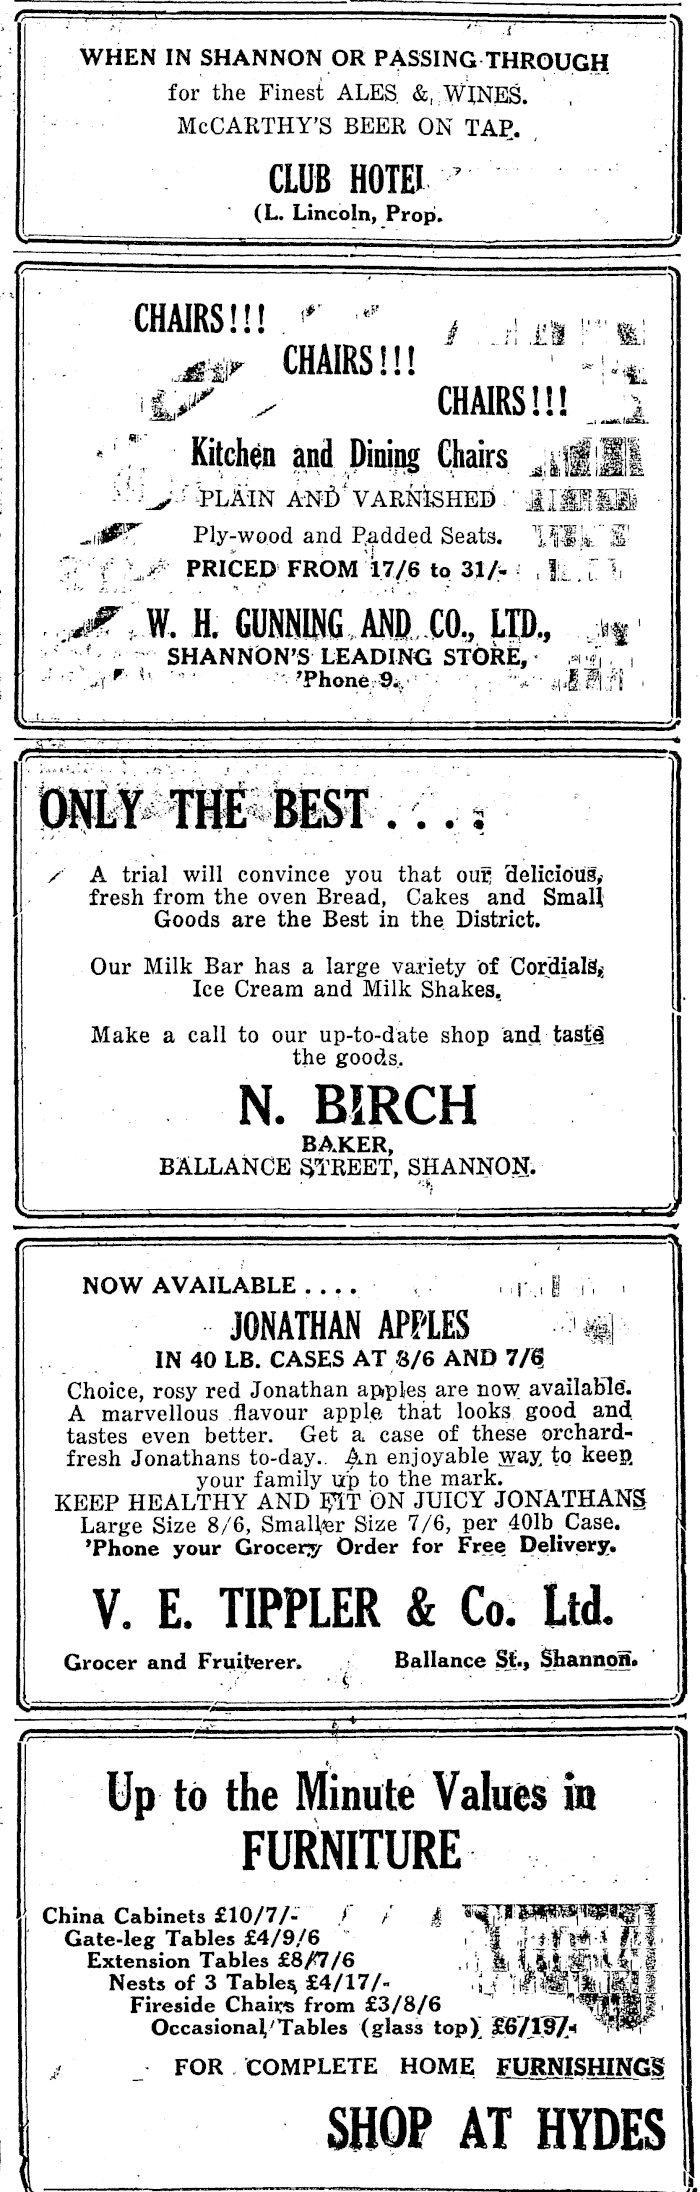 WHEN IN SHANNON OR PASSING THROUGH
for the Finest ALES & WINES.
McCARTHY'S BEER ON TAP.
CLUB HOTEL
(L. Lincoln, Prop.
CHAIRS!!!
CHAIRS!!!
CHAIRS!!!
Kitchen and Dining Chairs
PLAIN AND VARNISHED
Ply-wood and Padded Seats.
PRICED FROM 17/6 to 31/-
W. H. GUNNING AND CO., LTD.,
SHANNON'S LEADING STORE,
'Phone 9.
ONLY THE BEST . . . .
A trial will convince you that our delicious,
fresh from the oven Bread, Cakes and Small
Goods are the Best in the District.
Our Milk Bar has a large variety of Cordials,
Ice Cream and Milk Shakes.
Make a call to our up-to-date shop and taste
the goods.
N. BIRCH
BAKER,
BALLANCE STREET, SHANNON.
NOW AVAILABLE . . . .
JONATHAN APPLES
IN 40 LB. CASES AT 8/6 AND 7/6
Choice, rosy red Jonathan apples are now available.
A marvellous flavour apple that looks good and
tastes even better. Get a case of these orchard-
fresh Jonathans to-day. An enjoyable way to keep
your family up to the mark.
KEEP HEALTHY AND FIT ON JUICY JONATHANS
Large Size 8/6, Smaller Size 7/6, per 40lb Case.
'Phone your Grocery Order for Free Delivery.
V. E. TIPPLER & Co. Ltd.
Grocer and Fruiterer. Ballance St., Shannon.
Up to the Minute Values in
FURNITURE
China Cabinets £10/7/-
Gate-leg Tables £4/9/6
Extension Tables £8/7/6
Nests of 3 Tables £4/17/-
Fireside Chairs from £3/8/6
Occasional Tables (glass top) £6/19/-
FOR COMPLETE HOME FURNISHINGS
SHOP AT HYDES